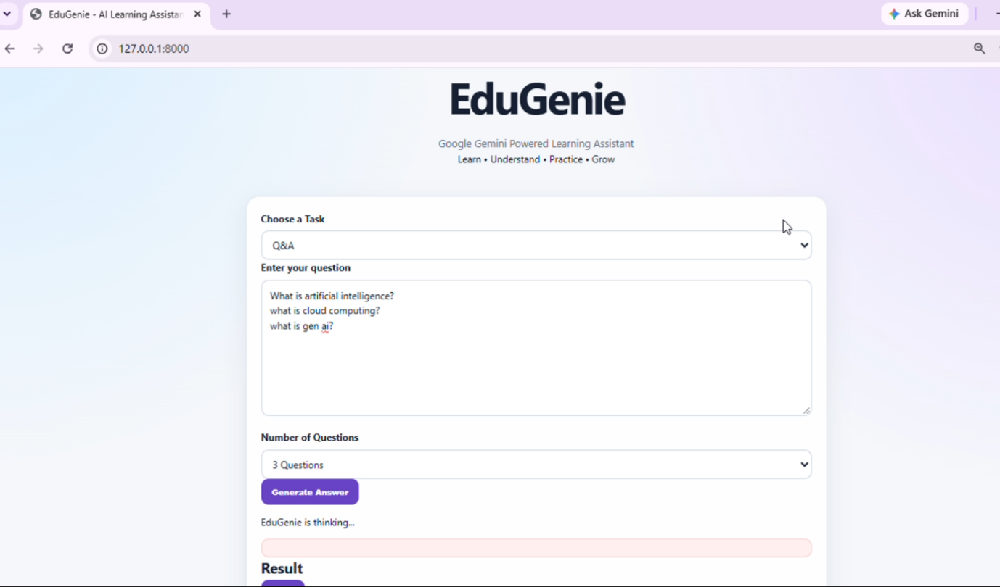 EduGenie - AI Learning Assistan
Ask Gemini
127.0.0.1:8000
EduGenie
Google Gemini Powered Learning Assistant
Learn • Understand • Practice • Grow
Choose a Task
Q&A
Enter your question
What is artificial intelligence?
what is cloud computing?
what is gen ai?
Number of Questions
3 Questions
Generate Answer
EduGenie is thinking...
Result